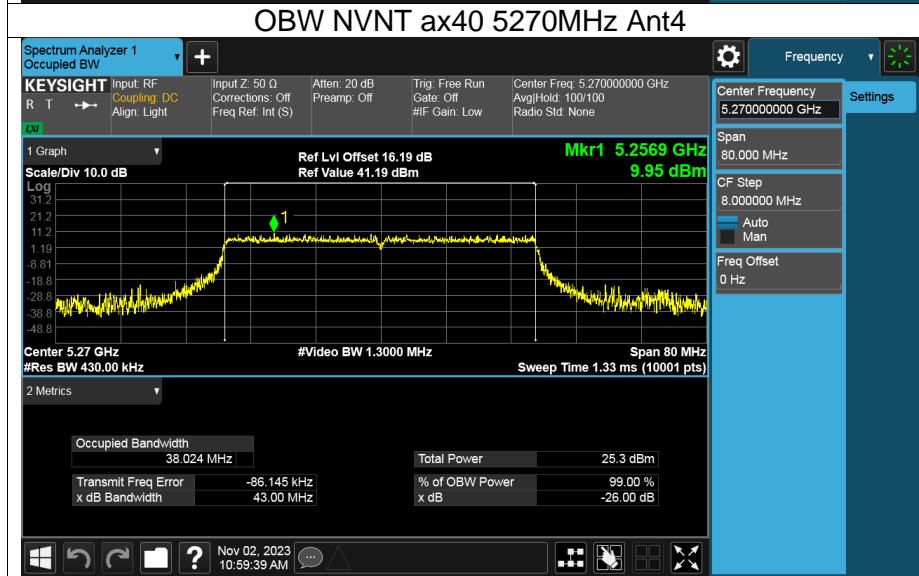 OBW NVNT ax40 5270MHz Ant4
Spectrum Analyzer 1
Occupied BW
+
Frequency
KEYSIGHT Input: RF Input Z: 50 Ω Atten: 20 dB Trig: Free Run Center Freq: 5.270000000 GHz
R T Coupling: DC Corrections: Off Preamp: Off Gate: Off Avg|Hold: 100/100
Align: Light Freq Ref: Int (S) #IF Gain: Low Radio Std: None
LXI
Center Frequency
5.270000000 GHz
Settings
Span
80.000 MHz
CF Step
8.000000 MHz
Auto
Man
Freq Offset
0 Hz
1 Graph Ref Lvl Offset 16.19 dB Mkr1 5.2569 GHz
Scale/Div 10.0 dB Ref Value 41.19 dBm 9.95 dBm
Log
31.2
21.2
11.2
1.19
-8.81
-18.8
-28.8
-38.8
-48.8
1
Center 5.27 GHz #Video BW 1.3000 MHz Span 80 MHz
#Res BW 430.00 kHz Sweep Time 1.33 ms (10001 pts)
2 Metrics
Occupied Bandwidth
38.024 MHz Total Power 25.3 dBm
Transmit Freq Error -86.145 kHz % of OBW Power 99.00 %
x dB Bandwidth 43.00 MHz x dB -26.00 dB
? Nov 02, 2023
10:59:39 AM